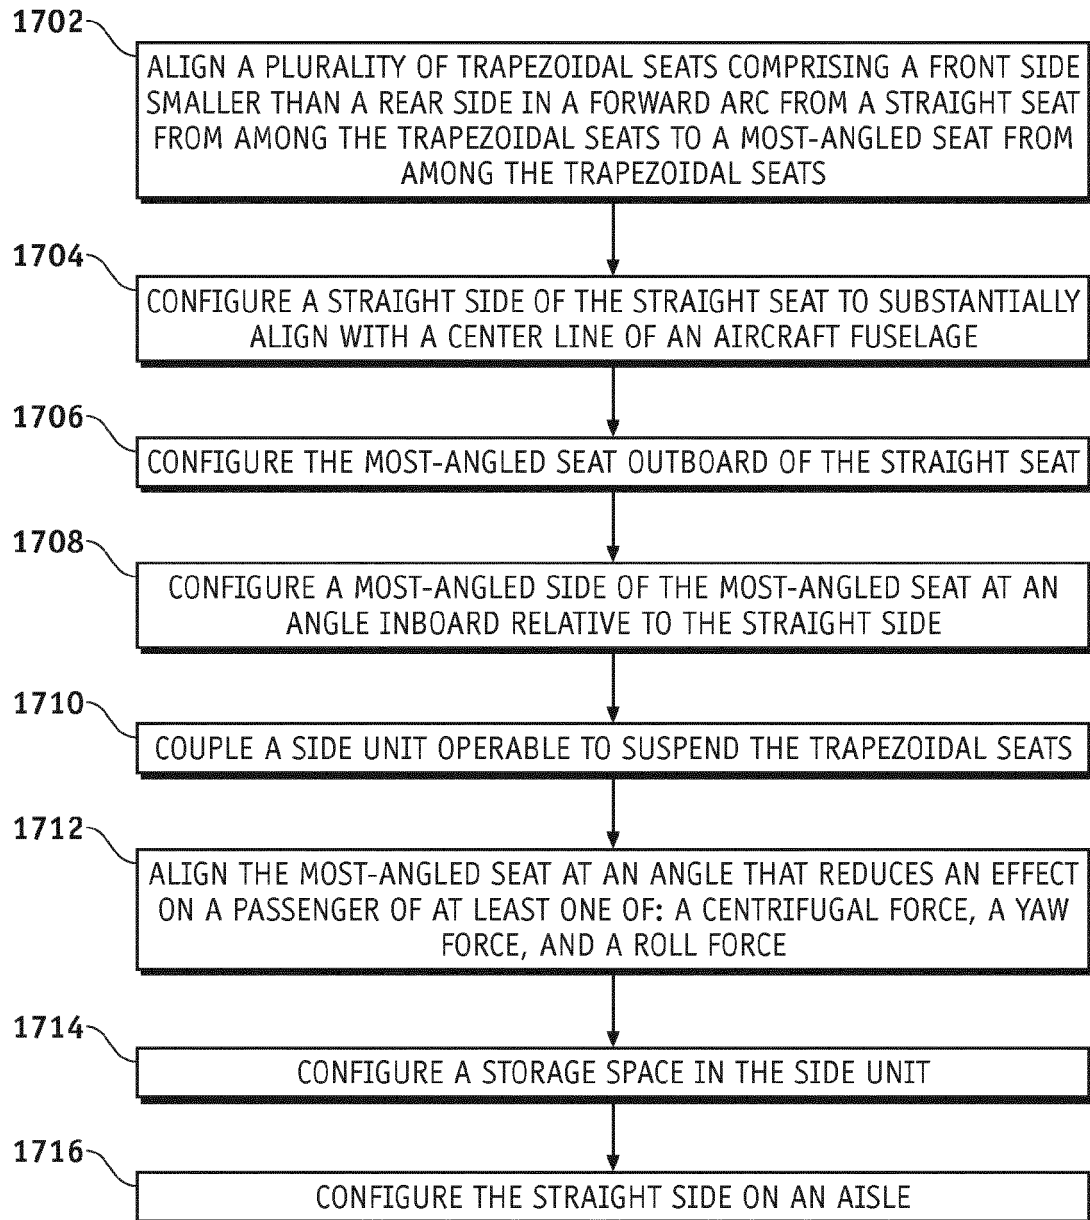 1702
ALIGN A PLURALITY OF TRAPEZOIDAL SEATS COMPRISING A FRONT SIDE
SMALLER THAN A REAR SIDE IN A FORWARD ARC FROM A STRAIGHT SEAT
FROM AMONG THE TRAPEZOIDAL SEATS TO A MOST-ANGLED SEAT FROM
AMONG THE TRAPEZOIDAL SEATS
1704
CONFIGURE A STRAIGHT SIDE OF THE STRAIGHT SEAT TO SUBSTANTIALLY
ALIGN WITH A CENTER LINE OF AN AIRCRAFT FUSELAGE
1706
CONFIGURE THE MOST-ANGLED SEAT OUTBOARD OF THE STRAIGHT SEAT
1708
CONFIGURE A MOST-ANGLED SIDE OF THE MOST-ANGLED SEAT AT AN
ANGLE INBOARD RELATIVE TO THE STRAIGHT SIDE
1710
COUPLE A SIDE UNIT OPERABLE TO SUSPEND THE TRAPEZOIDAL SEATS
1712
ALIGN THE MOST-ANGLED SEAT AT AN ANGLE THAT REDUCES AN EFFECT
ON A PASSENGER OF AT LEAST ONE OF: A CENTRIFUGAL FORCE, A YAW
FORCE, AND A ROLL FORCE
1714
CONFIGURE A STORAGE SPACE IN THE SIDE UNIT
1716
CONFIGURE THE STRAIGHT SIDE ON AN AISLE